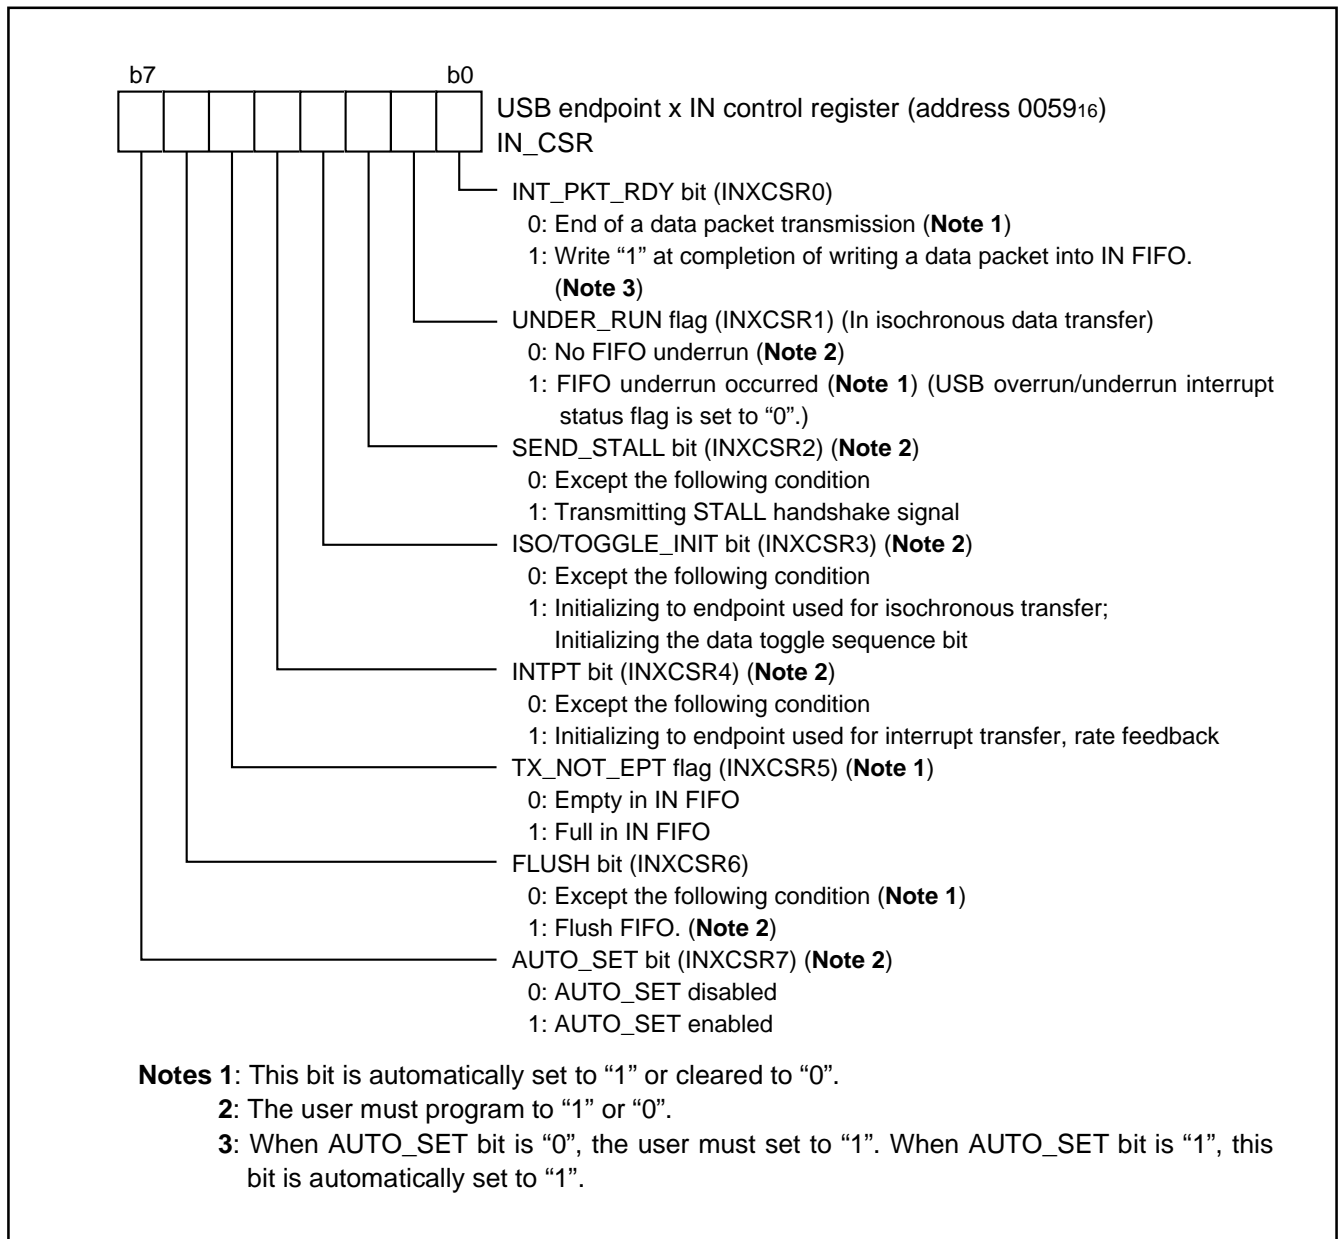 b7 b0
USB endpoint x IN control register (address 005916)
IN_CSR
INT_PKT_RDY bit (INXCSR0)
0: End of a data packet transmission (Note 1)
1: Write “1” at completion of writing a data packet into IN FIFO.
(Note 3)
UNDER_RUN flag (INXCSR1) (In isochronous data transfer)
0: No FIFO underrun (Note 2)
1: FIFO underrun occurred (Note 1) (USB overrun/underrun interrupt
status flag is set to “0”.)
SEND_STALL bit (INXCSR2) (Note 2)
0: Except the following condition
1: Transmitting STALL handshake signal
ISO/TOGGLE_INIT bit (INXCSR3) (Note 2)
0: Except the following condition
1: Initializing to endpoint used for isochronous transfer;
Initializing the data toggle sequence bit
INTPT bit (INXCSR4) (Note 2)
0: Except the following condition
1: Initializing to endpoint used for interrupt transfer, rate feedback
TX_NOT_EPT flag (INXCSR5) (Note 1)
0: Empty in IN FIFO
1: Full in IN FIFO
FLUSH bit (INXCSR6)
0: Except the following condition (Note 1)
1: Flush FIFO. (Note 2)
AUTO_SET bit (INXCSR7) (Note 2)
0: AUTO_SET disabled
1: AUTO_SET enabled
Notes 1: This bit is automatically set to “1” or cleared to “0”.
2: The user must program to “1” or “0”.
3: When AUTO_SET bit is “0”, the user must set to “1”. When AUTO_SET bit is “1”, this
bit is automatically set to “1”.